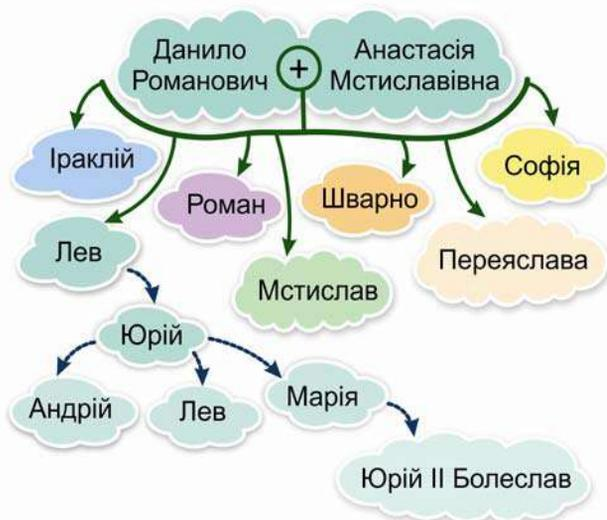 Данило
Романович
+
Анастасія
Мстиславівна
Іраклій
Роман
Шварно
Софія
Лев
Мстислав
Переяслава
Юрій
Андрій
Лев
Марія
Юрій II Болеслав